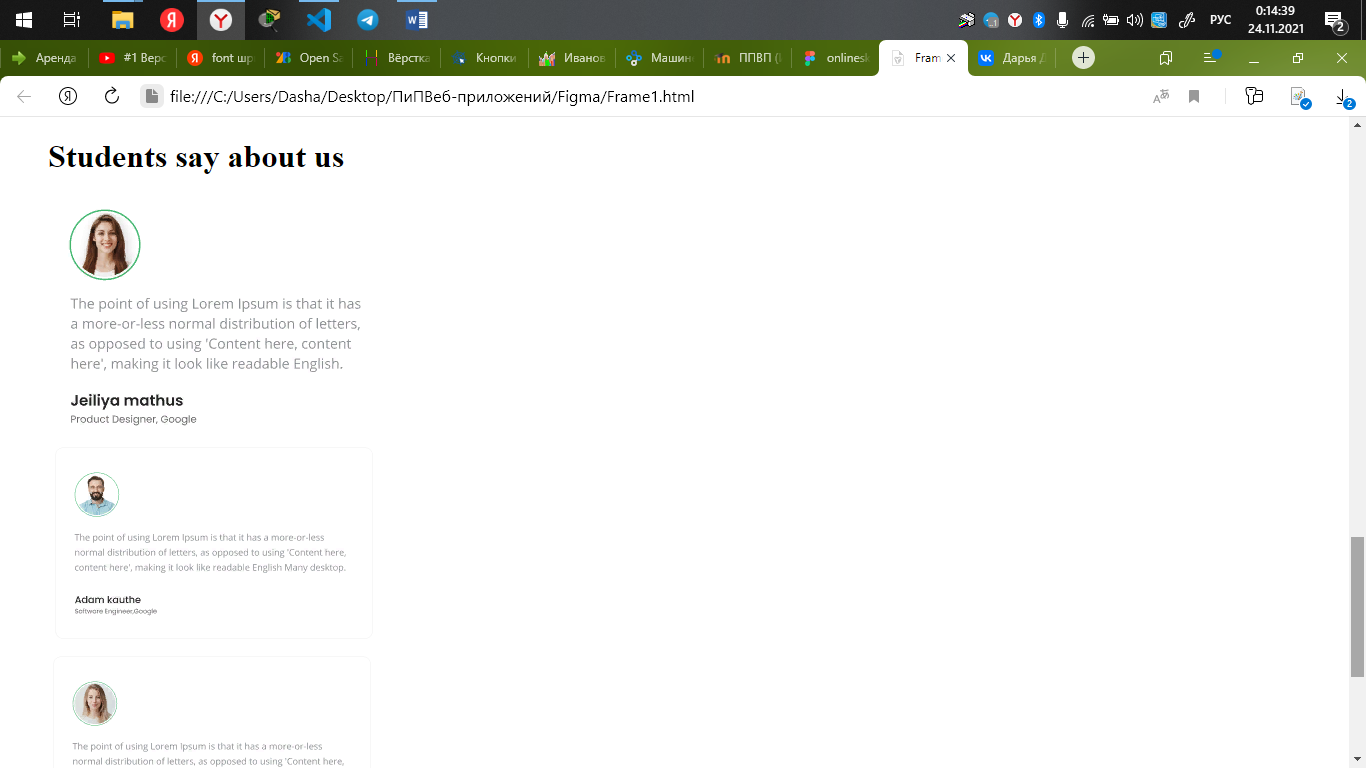 РУС
0:14:39
24.11.2021
2
Аренда
#1 Верс
font шр
Open Sa
Вёрстка
Кнопки
Иванов
Машин
ППВП (
onlinesk
Fram
Дарья Д
file:///C:/Users/Dasha/Desktop/ПиПВеб-приложений/Figma/Frame1.html
2
Students say about us
The point of using Lorem Ipsum is that it has
a more-or-less normal distribution of letters,
as opposed to using 'Content here, content
here', making it look like readable English.
Jeiliya mathus
Product Designer, Google
The point of using Lorem Ipsum is that it has a more-or-less
normal distribution of letters, as opposed to using 'Content here,
content here', making it look like readable English Many desktop.
Adam kauthe
Software Engineer,Google
The point of using Lorem Ipsum is that it has a more-or-less
normal distribution of letters, as opposed to using 'Content here,